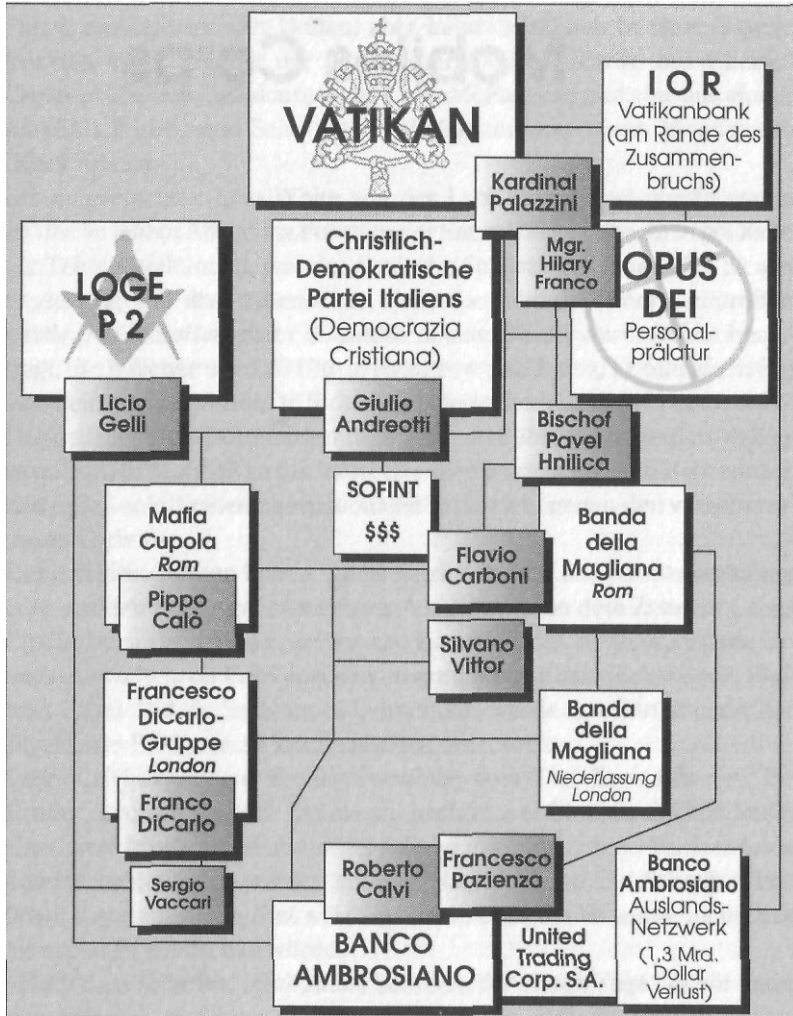 VATIKAN
I O R
Vatikanbank
(am Rande des
Zusammen-
bruchs)
Kardinal
Palazzini
LOGE
P 2
Licio
Gelli
Christlich-
Demokratische
Partei Italiens
(Democrazia
Cristiana)
Giulio
Andreotti
Mgr.
Hilary
Franco
OPUS
DEI
Personal-
prälatur
Bischof
Pavel
Hnilica
SOFINT
$$$
Mafia
Cupola
Rom
Pippo
Calò
Flavio
Carboni
Banda
della
Magliana
Rom
Silvano
Vittor
Francesco
DiCarlo-
Gruppe
London
Franco
DiCarlo
Banda
della
Magliana
Niederlassung
London
Sergio
Vaccari
Roberto
Calvi
Francesco
Pazienza
BANCO
AMBROSIANO
United
Trading
Corp. S.A.
Banco
Ambrosiano
Auslands-
Netzwerk
(1,3 Mrd.
Dollar
Verlust)